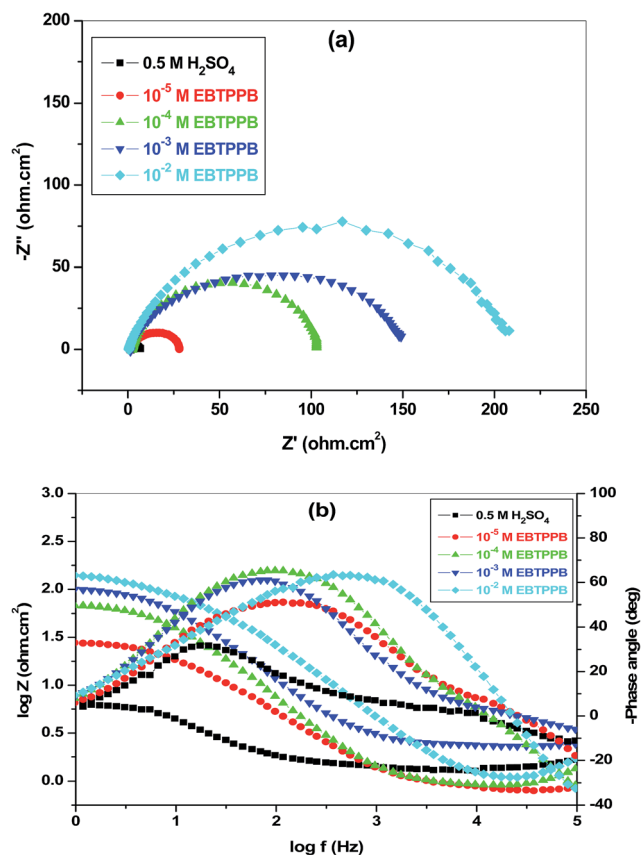 (a)
0.5 M H₂SO₄
10⁻⁵ M EBTPPB
10⁻⁴ M EBTPPB
10⁻³ M EBTPPB
10⁻² M EBTPPB
200
150
100
50
0
-Z'' (ohm.cm²)
0 50 100 150 200 250
Z' (ohm.cm²)
(b)
0.5 M H₂SO₄
10⁻⁵ M EBTPPB
10⁻⁴ M EBTPPB
10⁻³ M EBTPPB
10⁻² M EBTPPB
3.0
2.5
2.0
1.5
1.0
0.5
0.0
log Z (ohm.cm²)
100
80
60
40
20
0
-20
-40
-Phase angle (deg)
0 1 2 3 4 5
log f (Hz)